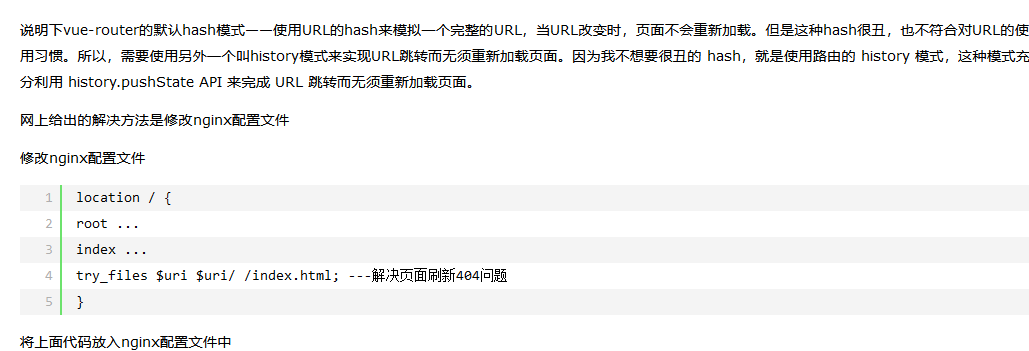 说明下vue-router的默认hash模式——使用URL的hash来模拟一个完整的URL，当URL改变时，页面不会重新加载。但是这种hash很丑，也不符合对URL的使
用习惯。所以，需要使用另外一个叫history模式来实现URL跳转而无须重新加载页面。因为我不想要很丑的 hash，就是使用路由的 history 模式，这种模式充
分利用 history.pushState API 来完成 URL 跳转而无须重新加载页面。
网上给出的解决方法是修改nginx配置文件
修改nginx配置文件
1 location / {
2 root ...
3 index ...
4 try_files $uri $uri/ /index.html; ---解决页面刷新404问题
5 }
将上面代码放入nginx配置文件中